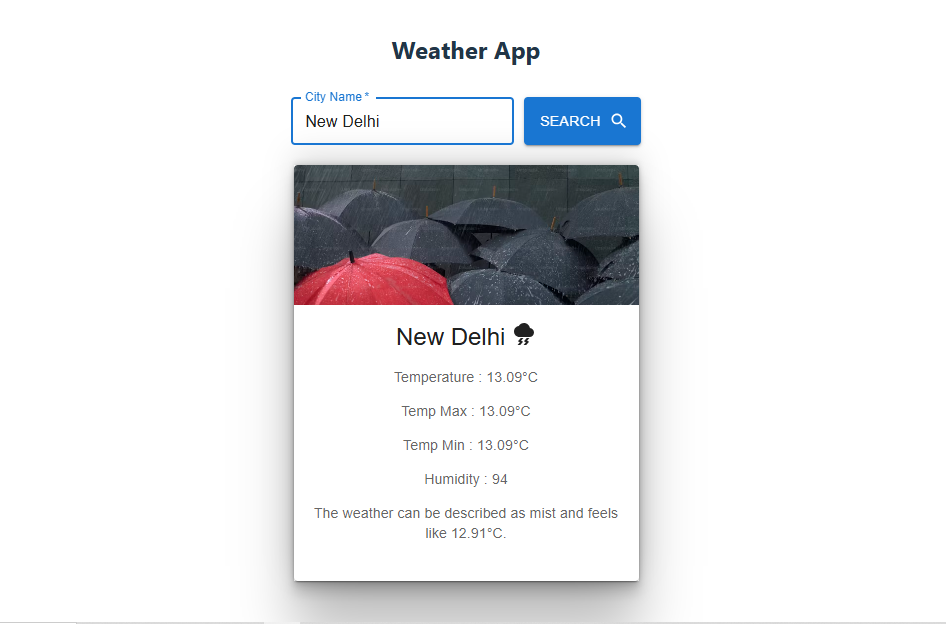 Weather App
City Name *
New Delhi
SEARCH
New Delhi
Temperature : 13.09°C
Temp Max : 13.09°C
Temp Min : 13.09°C
Humidity : 94
The weather can be described as mist and feels
like 12.91°C.